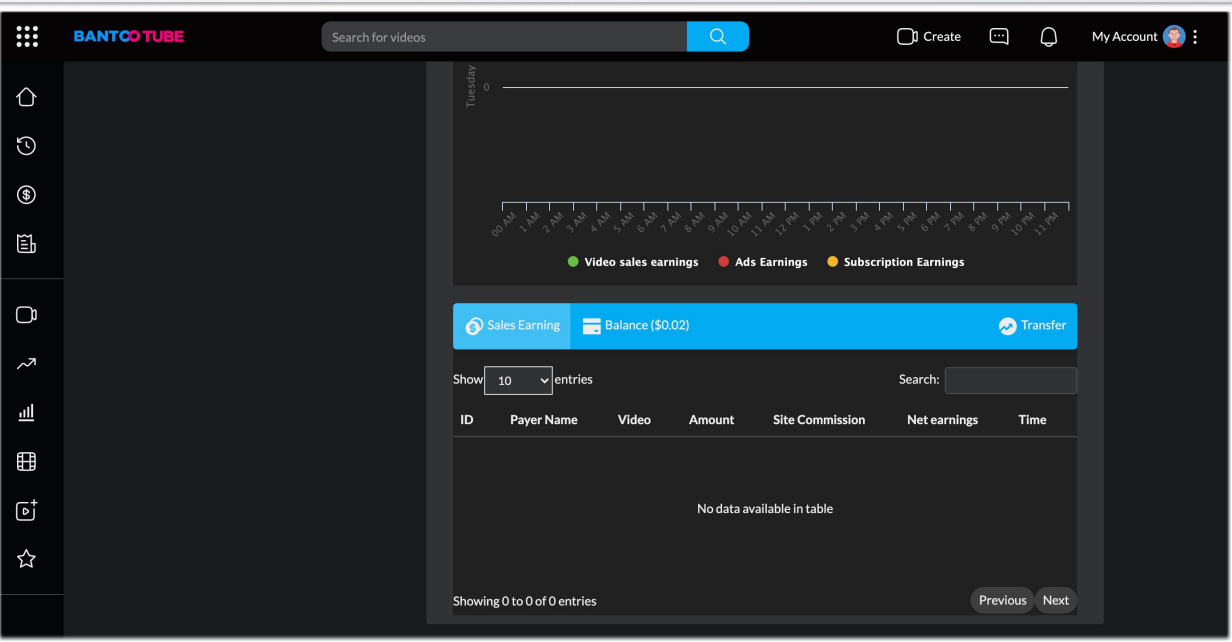 BANTOO TUBE
Search for videos
Create
My Account
Tuesday
0
00 AM 1 AM 2 AM 3 AM 4 AM 5 AM 6 AM 7 AM 8 AM 9 AM 10 AM 11 AM 12 PM 1 PM 2 PM 3 PM 4 PM 5 PM 6 PM 7 PM 8 PM 9 PM 10 PM 11 PM
Video sales earnings Ads Earnings Subscription Earnings
Sales Earning Balance ($0.02) Transfer
Show 10 entries Search:
ID Payer Name Video Amount Site Commission Net earnings Time
No data available in table
Showing 0 to 0 of 0 entries Previous Next